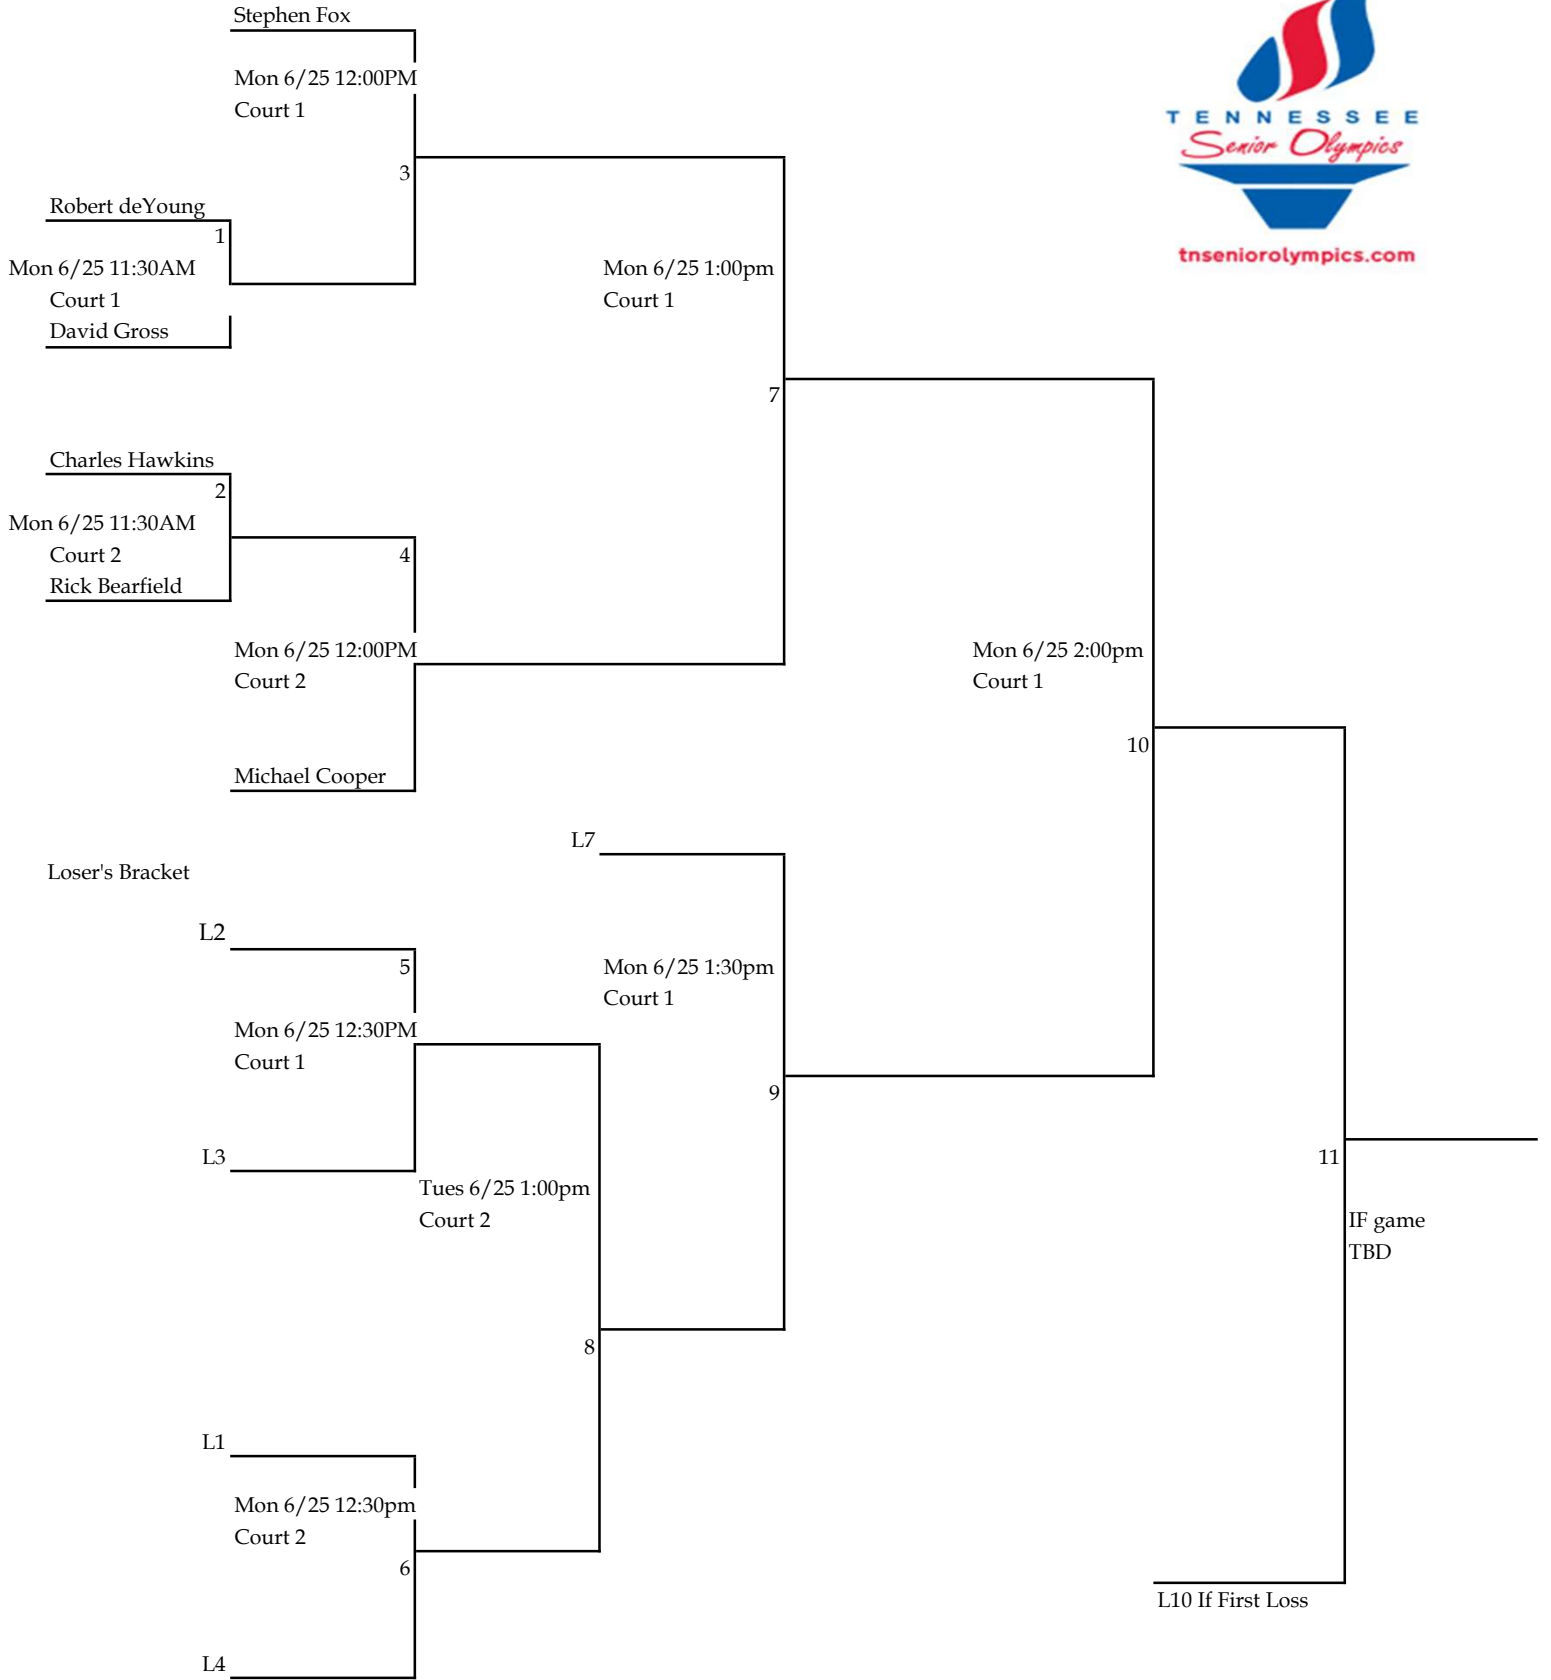 Stephen Fox
Mon 6/25 12:00PM
Court 1
3
TENNESSEE
Senior Olympics
tnseniorolympics.com
Robert deYoung
1
Mon 6/25 11:30AM
Court 1
David Gross
Mon 6/25 1:00pm
Court 1
7
Charles Hawkins
2
Mon 6/25 11:30AM
Court 2
Rick Bearfield
4
Mon 6/25 12:00PM
Court 2
Michael Cooper
Mon 6/25 2:00pm
Court 1
10
L7
Loser's Bracket
L2
5
Mon 6/25 12:30PM
Court 1
L3
Mon 6/25 1:30pm
Court 1
9
Tues 6/25 1:00pm
Court 2
8
11
IF game
TBD
L1
Mon 6/25 12:30pm
Court 2
6
L4
L10 If First Loss